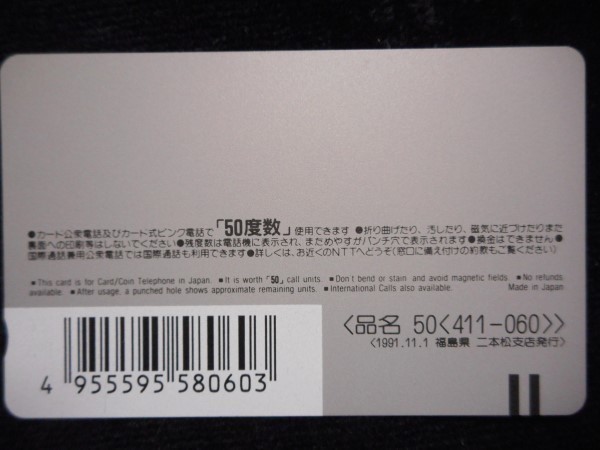 ●カード公衆電話及びカード式ピンク電話で「50度数」使用できます ●折り曲げたり、汚したり、磁気に近づけたりまた
裏面への印刷等はしないでください●残度数は電話機に表示され、まためやすがパンチ穴で表示されます●換金はできません●
国際通話兼用公衆電話では国際通話も利用できます●詳しくは、お近くのNTTへどうぞ(窓口に備え付けの約款もご覧ください)
■This card is for Card/Coin Telephone in Japan. ■It is worth「50」call units. ■Don't bend or stain and avoid magnetic fields ■No refunds
available. ■After usage, a punched hole shows approximate remaining units. ■International Calls also available. Made in Japan
〈品名 50〈411-060〉〉
〈1991.11.1 福島県 二本松支店発行〉
4 955595 580603